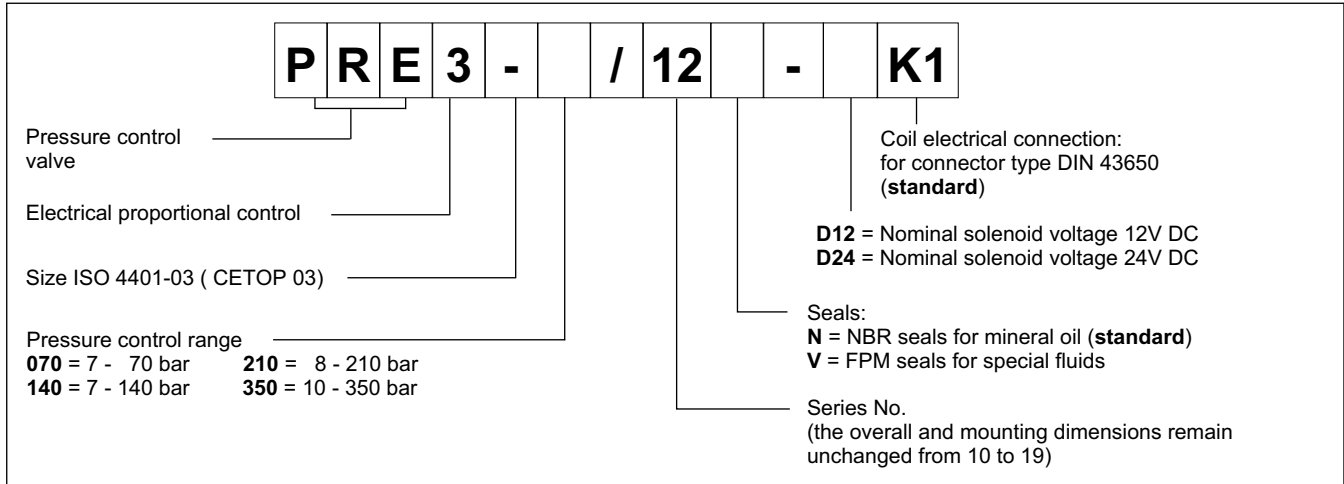 PRE3- /12 - K1
Pressure control
valve
Coil electrical connection:
for connector type DIN 43650
(standard)
Electrical proportional control
D12 = Nominal solenoid voltage 12V DC
D24 = Nominal solenoid voltage 24V DC
Size ISO 4401-03 ( CETOP 03)
Seals:
N = NBR seals for mineral oil (standard)
V = FPM seals for special fluids
Pressure control range
070 = 7 - 70 bar 210 = 8 - 210 bar
140 = 7 - 140 bar 350 = 10 - 350 bar
Series No.
(the overall and mounting dimensions remain
unchanged from 10 to 19)